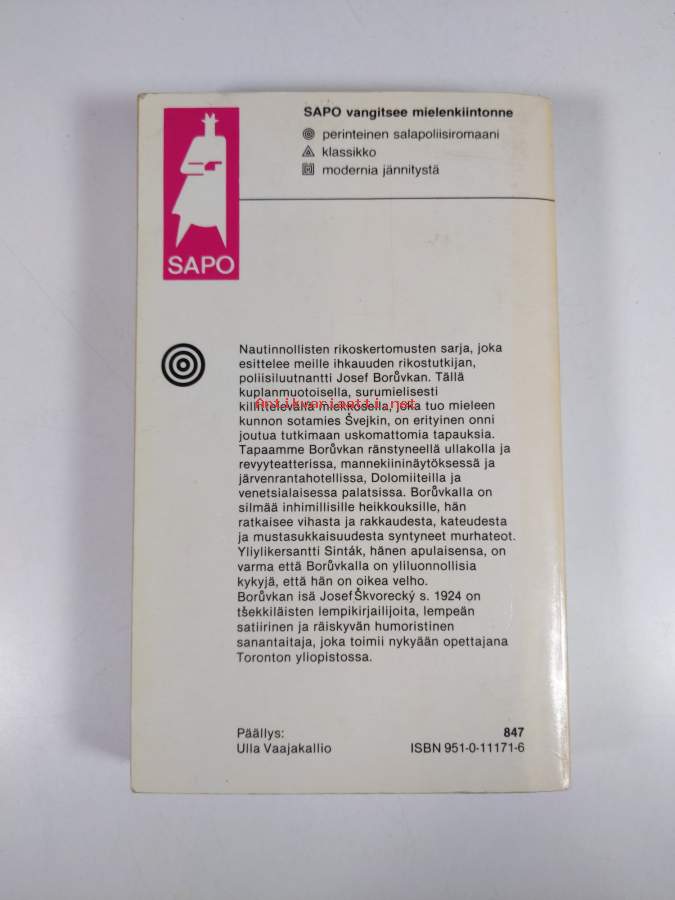 SAPO vangitsee mielenkiintonne
perinteinen salapoliisiromaani
klassikko
modernia jännitystä
SAPO
Nautinnollisten rikoskertomusten sarja, joka
esittelee meille ihkauuden rikostutkijan,
poliisiluutnantti Josef Borůvkan. Tällä
kuplanmuotoisella, surumielisesti
Antikvariaatti.net
killittelevällä miekkosella, joka tuo mieleen
kunnon sotamies Švejkin, on erityinen onni
joutua tutkimaan uskomattomia tapauksia.
Tapaamme Borůvkan ränstyneellä ullakolla ja
revyyteatterissa, mannekiininäytöksessä ja
järvenrantahotellissa, Dolomiiteilla ja
venetsialaisessa palatsissa. Borůvkalla on
silmää inhimillisille heikkouksille, hän
ratkaisee vihasta ja rakkaudesta, kateudesta
ja mustasukkaisuudesta syntyneet murhateot.
Yliylikersantti Sinták, hänen apulaisensa, on
varma että Borůvkalla on yliluonnollisia
kykyjä, että hän on oikea velho.
Borůvkan isä Josef Škvorecký s. 1924 on
tšekkiläisten lempikirjailijoita, lempeän
satiirinen ja räiskyvän humoristinen
sanantaitaja, joka toimii nykyään opettajana
Toronton yliopistossa.
Päällys:
Ulla Vaajakallio
847
ISBN 951-0-11171-6